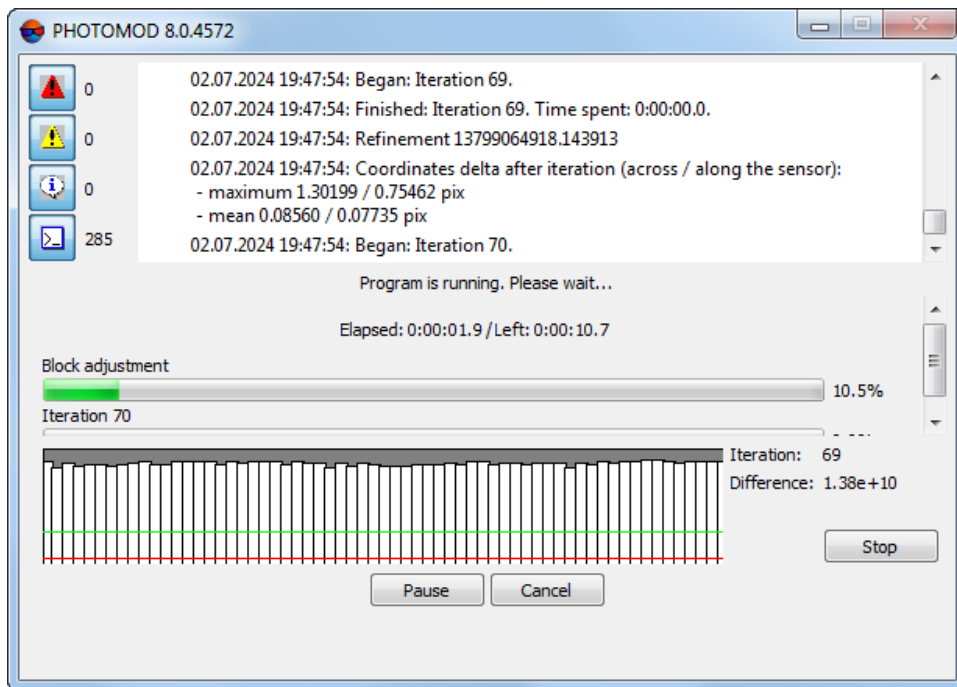 PHOTOMOD 8.0.4572
0
02.07.2024 19:47:54: Began: Iteration 69.
02.07.2024 19:47:54: Finished: Iteration 69. Time spent: 0:00:00.0.
0
02.07.2024 19:47:54: Refinement 13799064918.143913
02.07.2024 19:47:54: Coordinates delta after iteration (across / along the sensor):
- maximum 1.30199 / 0.75462 pix
0
- mean 0.08560 / 0.07735 pix
285
02.07.2024 19:47:54: Began: Iteration 70.
Program is running. Please wait...
Elapsed: 0:00:01.9 /Left: 0:00:10.7
Block adjustment
10.5%
Iteration 70
Iteration: 69
Difference: 1.38e+10
Stop
Pause
Cancel